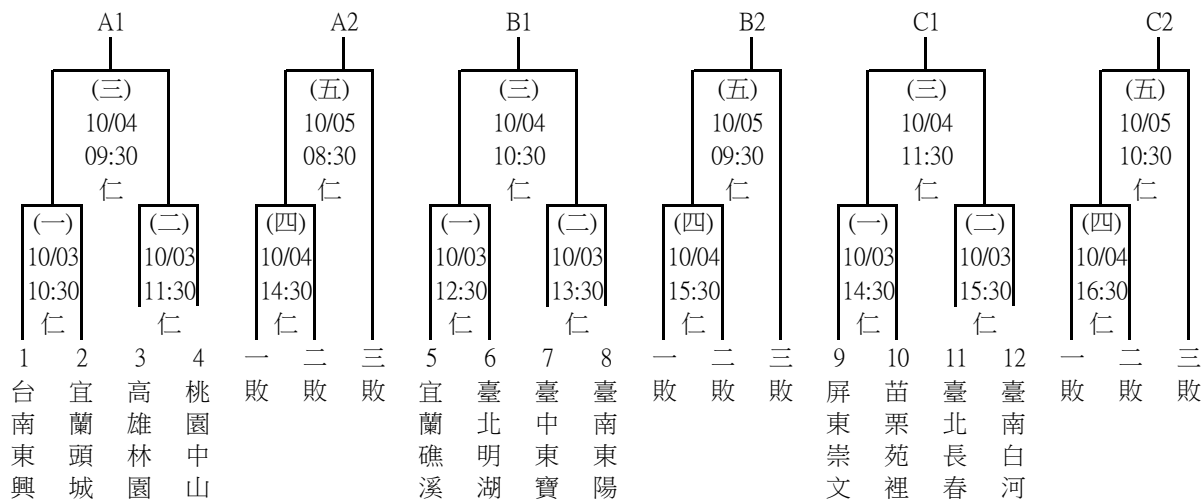 A1 A2 B1 B2 C1 C2
(三) (五) (三) (五) (三) (五)
10/04 10/05 10/04 10/05 10/04 10/05
09:30 08:30 10:30 09:30 11:30 10:30
仁 仁 仁 仁 仁 仁
(一) (二) (四) (一) (二) (四) (一) (二) (四)
10/03 10/03 10/04 10/03 10/03 10/04 10/03 10/03 10/04
10:30 11:30 14:30 12:30 13:30 15:30 14:30 15:30 16:30
仁 仁 仁 仁 仁 仁 仁 仁 仁
1 2 3 4 一 二 三 5 6 7 8 一 二 三 9 10 11 12 一 二 三
台 宜 高 桃 敗 敗 敗 宜 臺 臺 臺 敗 敗 敗 屏 苗 臺 臺 敗 敗 敗
南 蘭 雄 園 蘭 北 中 南 東 栗 北 南
東 頭 林 中 礁 明 東 東 崇 苑 長 白
興 城 園 山 溪 湖 寶 陽 文 裡 春 河